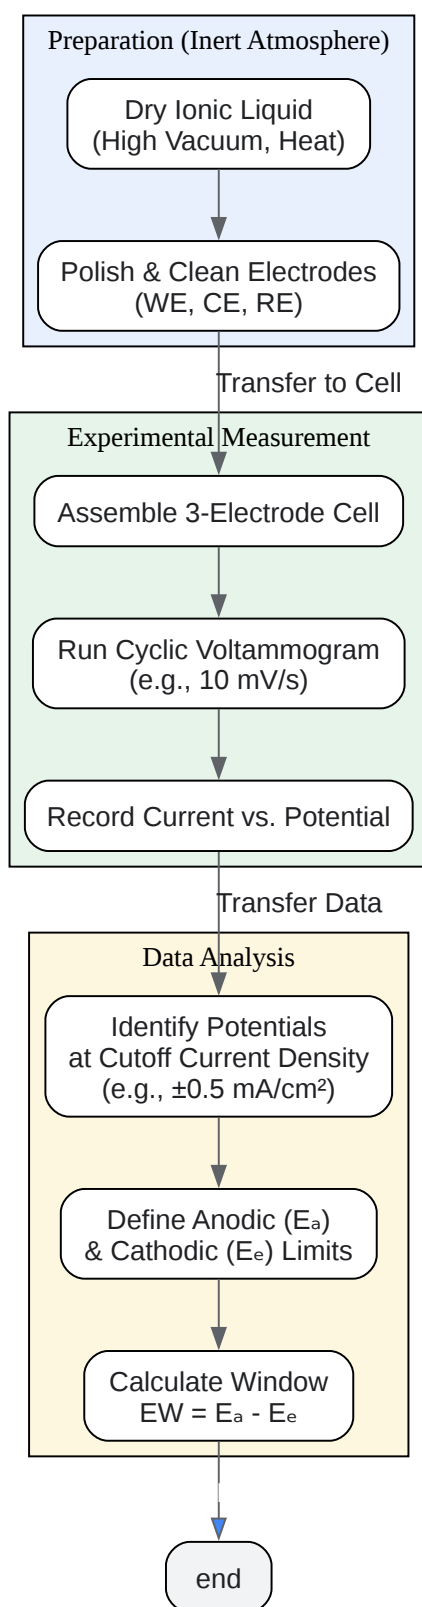 Preparation (Inert Atmosphere)
Dry Ionic Liquid
(High Vacuum, Heat)
Polish & Clean Electrodes
(WE, CE, RE)
Transfer to Cell
Experimental Measurement
Assemble 3-Electrode Cell
Run Cyclic Voltammogram
(e.g., 10 mV/s)
Record Current vs. Potential
Transfer Data
Data Analysis
Identify Potentials
at Cutoff Current Density
(e.g., ±0.5 mA/cm²)
Define Anodic (Eₐ)
& Cathodic (Eₑ) Limits
Calculate Window
EW = Eₐ - Eₑ
end